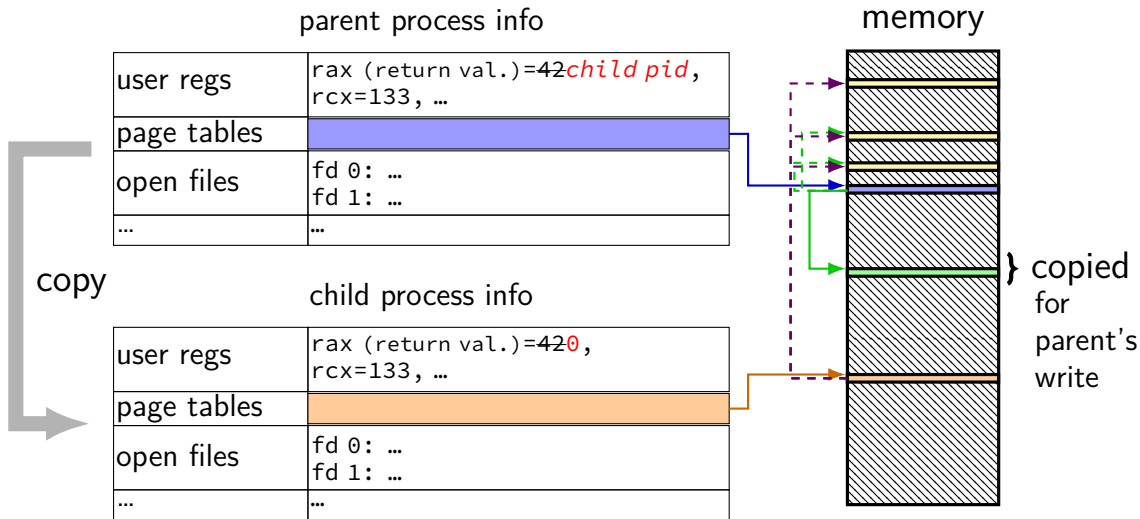 parent process info
memory
user regs
rax (return val.)=42child pid,
rcx=133, …
page tables
open files
fd 0: …
fd 1: …
… …
copy
} copied
for
parent's
write
child process info
user regs
rax (return val.)=420,
rcx=133, …
page tables
open files
fd 0: …
fd 1: …
… …